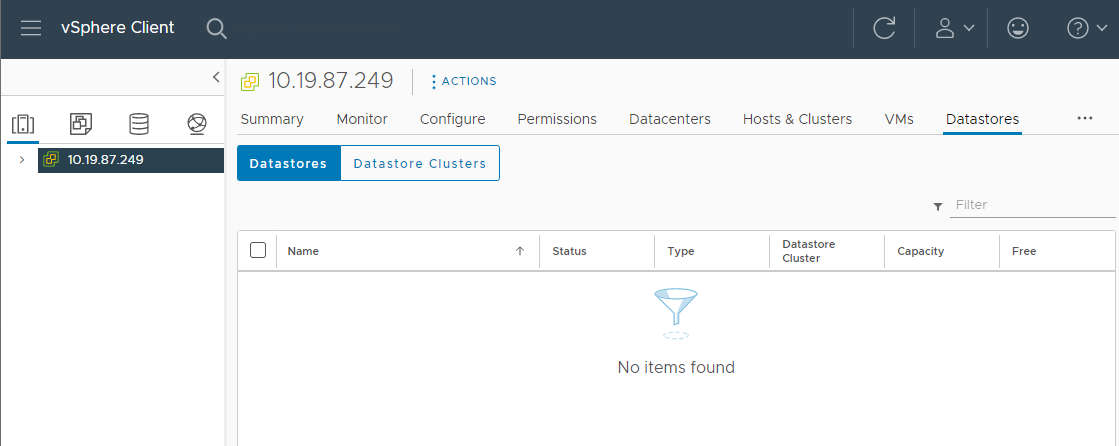 vSphere Client
10.19.87.249
ACTIONS
Summary Monitor Configure Permissions Datacenters Hosts & Clusters VMs Datastores ...
10.19.87.249
Datastores Datastore Clusters
Filter
Name Status Type Datastore Cluster Capacity Free
No items found